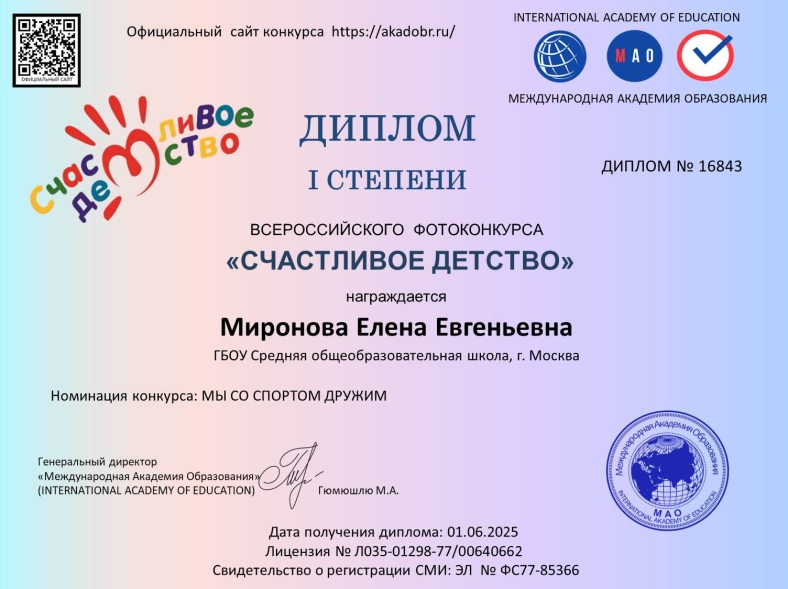 Официальный сайт конкурса https://akadobr.ru/
INTERNATIONAL ACADEMY OF EDUCATION
ОФИЦИАЛЬНЫЙ САЙТ
МАО
МЕЖДУНАРОДНАЯ АКАДЕМИЯ ОБРАЗОВАНИЯ
Счастливое
детство
ДИПЛОМ
I СТЕПЕНИ
ДИПЛОМ № 16843
ВСЕРОССИЙСКОГО ФОТОКОНКУРСА
«СЧАСТЛИВОЕ ДЕТСТВО»
награждается
Миронова Елена Евгеньевна
ГБОУ Средняя общеобразовательная школа, г. Москва
Номинация конкурса: МЫ СО СПОРТОМ ДРУЖИМ
Генеральный директор
«Международная Академия Образования»
(INTERNATIONAL ACADEMY OF EDUCATION) Гюмюшлю М.А.
Международная Академия Образования
МАО
INTERNATIONAL ACADEMY OF EDUCATION
Дата получения диплома: 01.06.2025
Лицензия № Л035-01298-77/00640662
Свидетельство о регистрации СМИ: ЭЛ № ФС77-85366